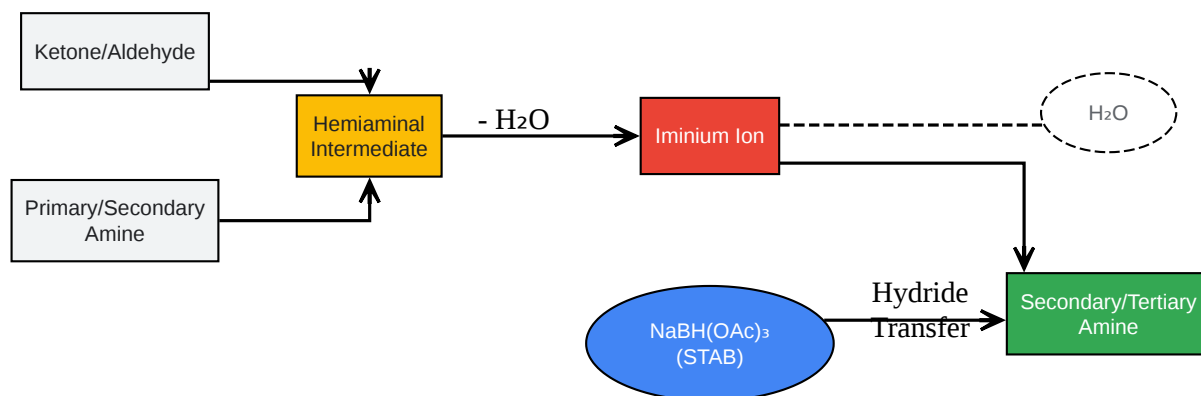 Ketone/Aldehyde
Hemiaminal
Intermediate
- H₂O
Iminium Ion
H₂O
Primary/Secondary
Amine
NaBH(OAc)₃
(STAB)
Hydride
Transfer
Secondary/Tertiary
Amine